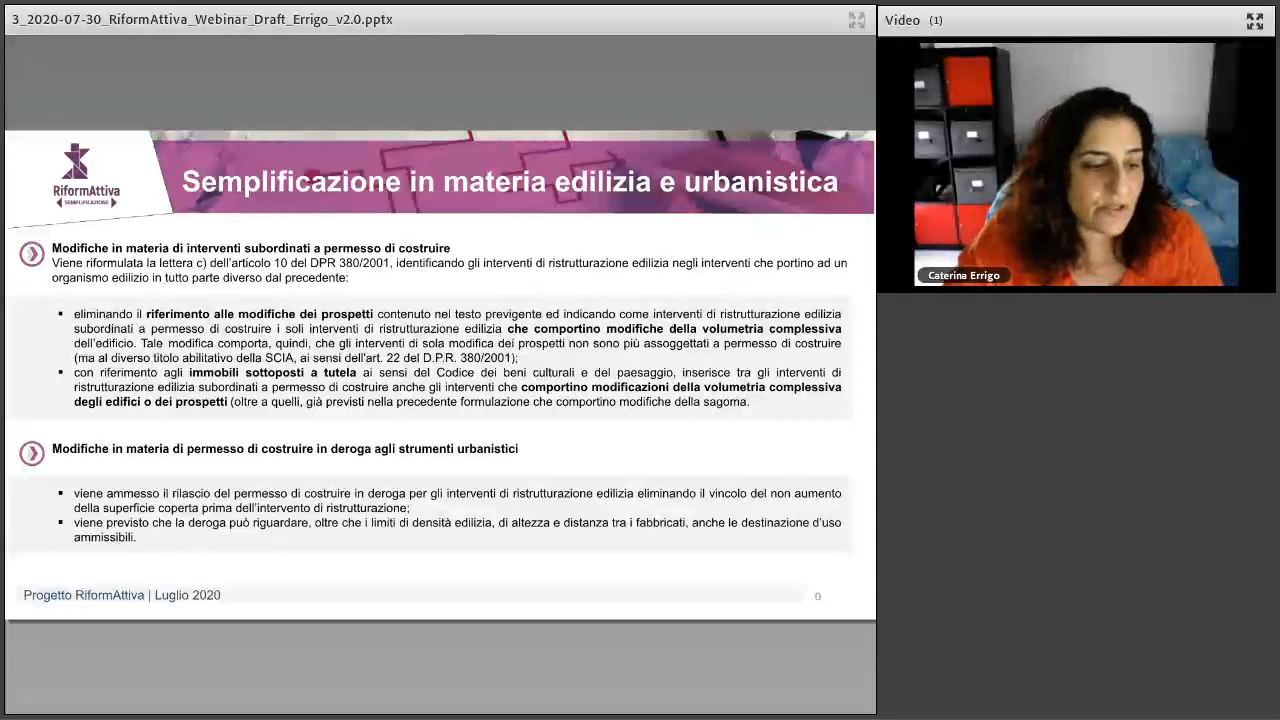 3_2020-07-30_RiformAttiva_Webinar_Draft_Errigo_v2.0.pptx
Video (1)
RiformAttiva
SEMPLIFICAZIONE
Semplificazione in materia edilizia e urbanistica
Caterina Errigo
Modifiche in materia di interventi subordinati a permesso di costruire
Viene riformulata la lettera c) dell'articolo 10 del DPR 380/2001, identificando gli interventi di ristrutturazione edilizia negli interventi che portino ad un
organismo edilizio in tutto parte diverso dal precedente:
▪ eliminando il riferimento alle modifiche dei prospetti contenuto nel testo previgente ed indicando come interventi di ristrutturazione edilizia
subordinati a permesso di costruire i soli interventi di ristrutturazione edilizia che comportino modifiche della volumetria complessiva
dell'edificio. Tale modifica comporta, quindi, che gli interventi di sola modifica dei prospetti non sono più assoggettati a permesso di costruire
(ma al diverso titolo abilitativo della SCIA, ai sensi dell'art. 22 del D.P.R. 380/2001);
▪ con riferimento agli immobili sottoposti a tutela ai sensi del Codice dei beni culturali e del paesaggio, inserisce tra gli interventi di
ristrutturazione edilizia subordinati a permesso di costruire anche gli interventi che comportino modificazioni della volumetria complessiva
degli edifici o dei prospetti (oltre a quelli, già previsti nella precedente formulazione che comportino modifiche della sagoma.
Modifiche in materia di permesso di costruire in deroga agli strumenti urbanistici
▪ viene ammesso il rilascio del permesso di costruire in deroga per gli interventi di ristrutturazione edilizia eliminando il vincolo del non aumento
della superficie coperta prima dell'intervento di ristrutturazione;
▪ viene previsto che la deroga può riguardare, oltre che i limiti di densità edilizia, di altezza e distanza tra i fabbricati, anche le destinazione d'uso
ammissibili.
Progetto RiformAttiva | Luglio 2020
9